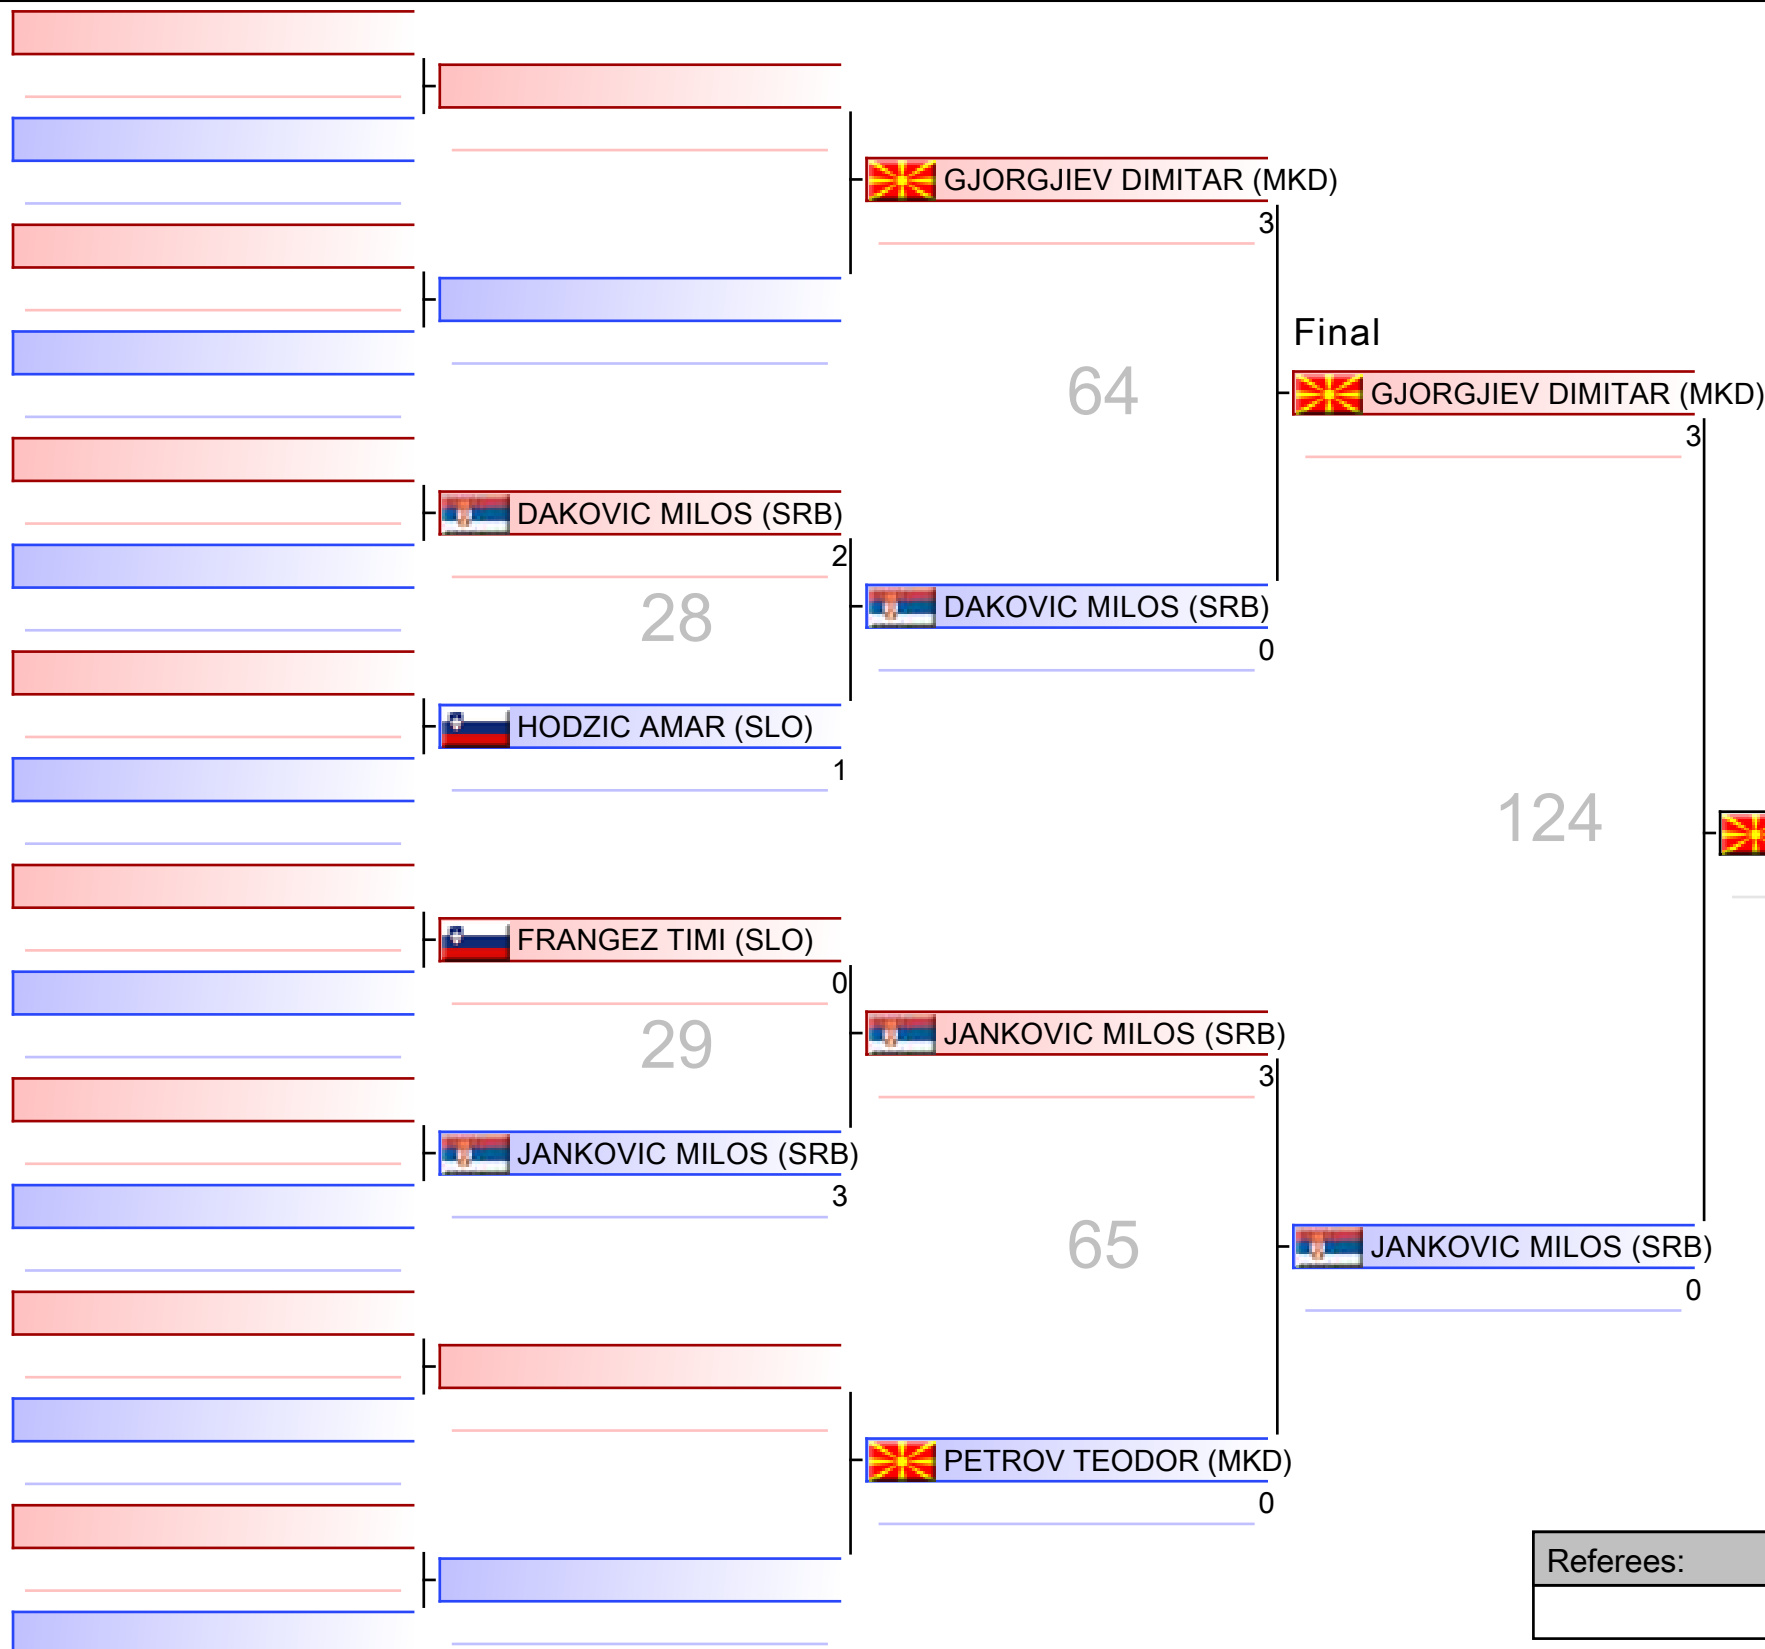 GJORGJIEV DIMITAR (MKD)
3
Final
64
GJORGJIEV DIMITAR (MKD)
3
DAKOVIC MILOS (SRB)
2
28
DAKOVIC MILOS (SRB)
0
HODZIC AMAR (SLO)
1
124
FRANGEZ TIMI (SLO)
0
29
JANKOVIC MILOS (SRB)
3
JANKOVIC MILOS (SRB)
3
65
JANKOVIC MILOS (SRB)
0
PETROV TEODOR (MKD)
0
Referees: